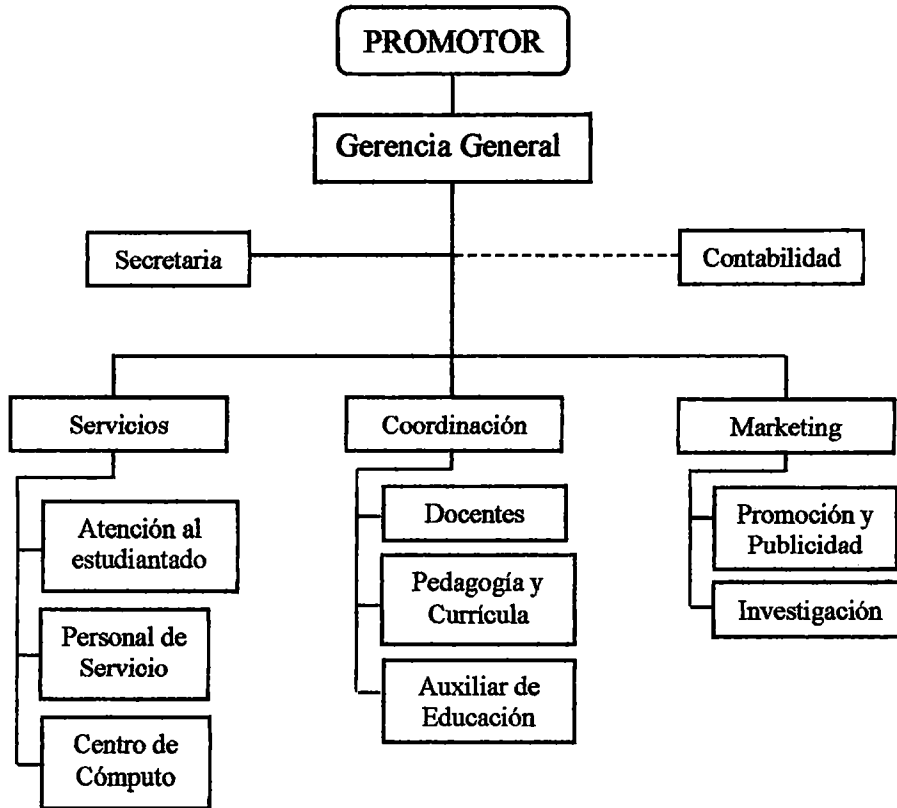 PROMOTOR
Gerencia General
Secretaria
Contabilidad
Servicios
Coordinación
Marketing
Atención al
estudiantado
Personal de
Servicio
Centro de
Cómputo
Docentes
Pedagogía y
Currícula
Auxiliar de
Educación
Promoción y
Publicidad
Investigación